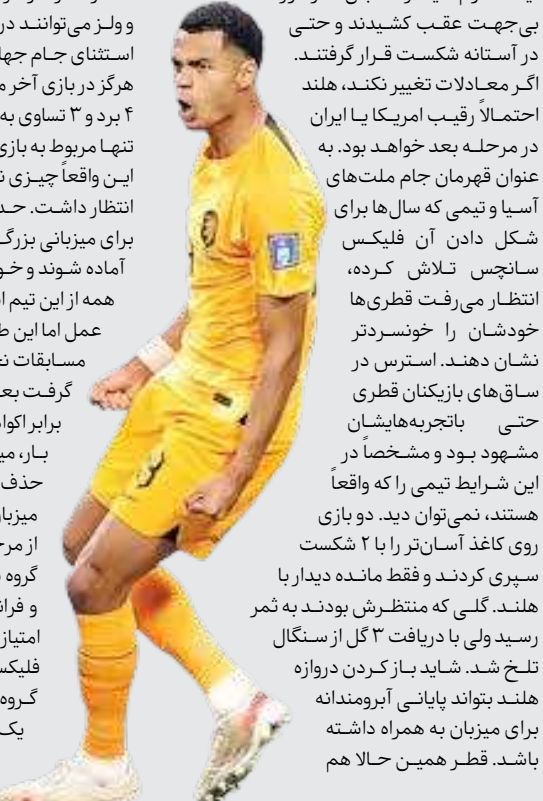 بی‌جهت عقب کشیدند و حتی
در آستانه شکست قرار گرفتند.
اگر معادلات تغییر نکند، هلند
احتمالاً رقیب امریکا یا ایران
در مرحله بعد خواهد بود. به
عنوان قهرمان جام ملت‌های
آسیا و تیمی که سال‌ها برای
شکل دادن آن فلیکس
سانچس تلاش کرده،
انتظار می‌رفت قطری‌ها
خودشان را خونسردتر
نشان دهند. استرس در
ساق‌های بازیکنان قطری
حتی باتجربه‌هایشان
مشهود بود و مشخصاً در
این شرایط تیمی را که واقعاً
هستند، نمی‌توان دید. دو بازی
روی کاغذ آسان‌تر را با ۲ شکست
سپری کردند و فقط مانده دیدار با
هلند. گلی که منتظرش بودند به ثمر
رسید ولی با دریافت ۳ گل از سنگال
تلخ شد. شاید باز کردن دروازه
هلند بتواند پایانی آبرومندانه
برای میزبان به همراه داشته
باشد. قطر همین حالا هم
و ولز می‌توانند در
استثنای جام جها
هرگز در بازی آخر م
۴ برد و ۳ تساوی به
تنها مربوط به بازی
این واقعاً چیزی ن
انتظار داشت. حد
برای میزبانی بزرگ
آماده شوند و خو
همه از این تیم ا
عمل اما این ط
مسابقات نخ
گرفت بعد
برابر اکواد
بار، می
حذف
میزبان
از مرح
گروه
و فران
امتیاز
فلیکس
گروه
یک